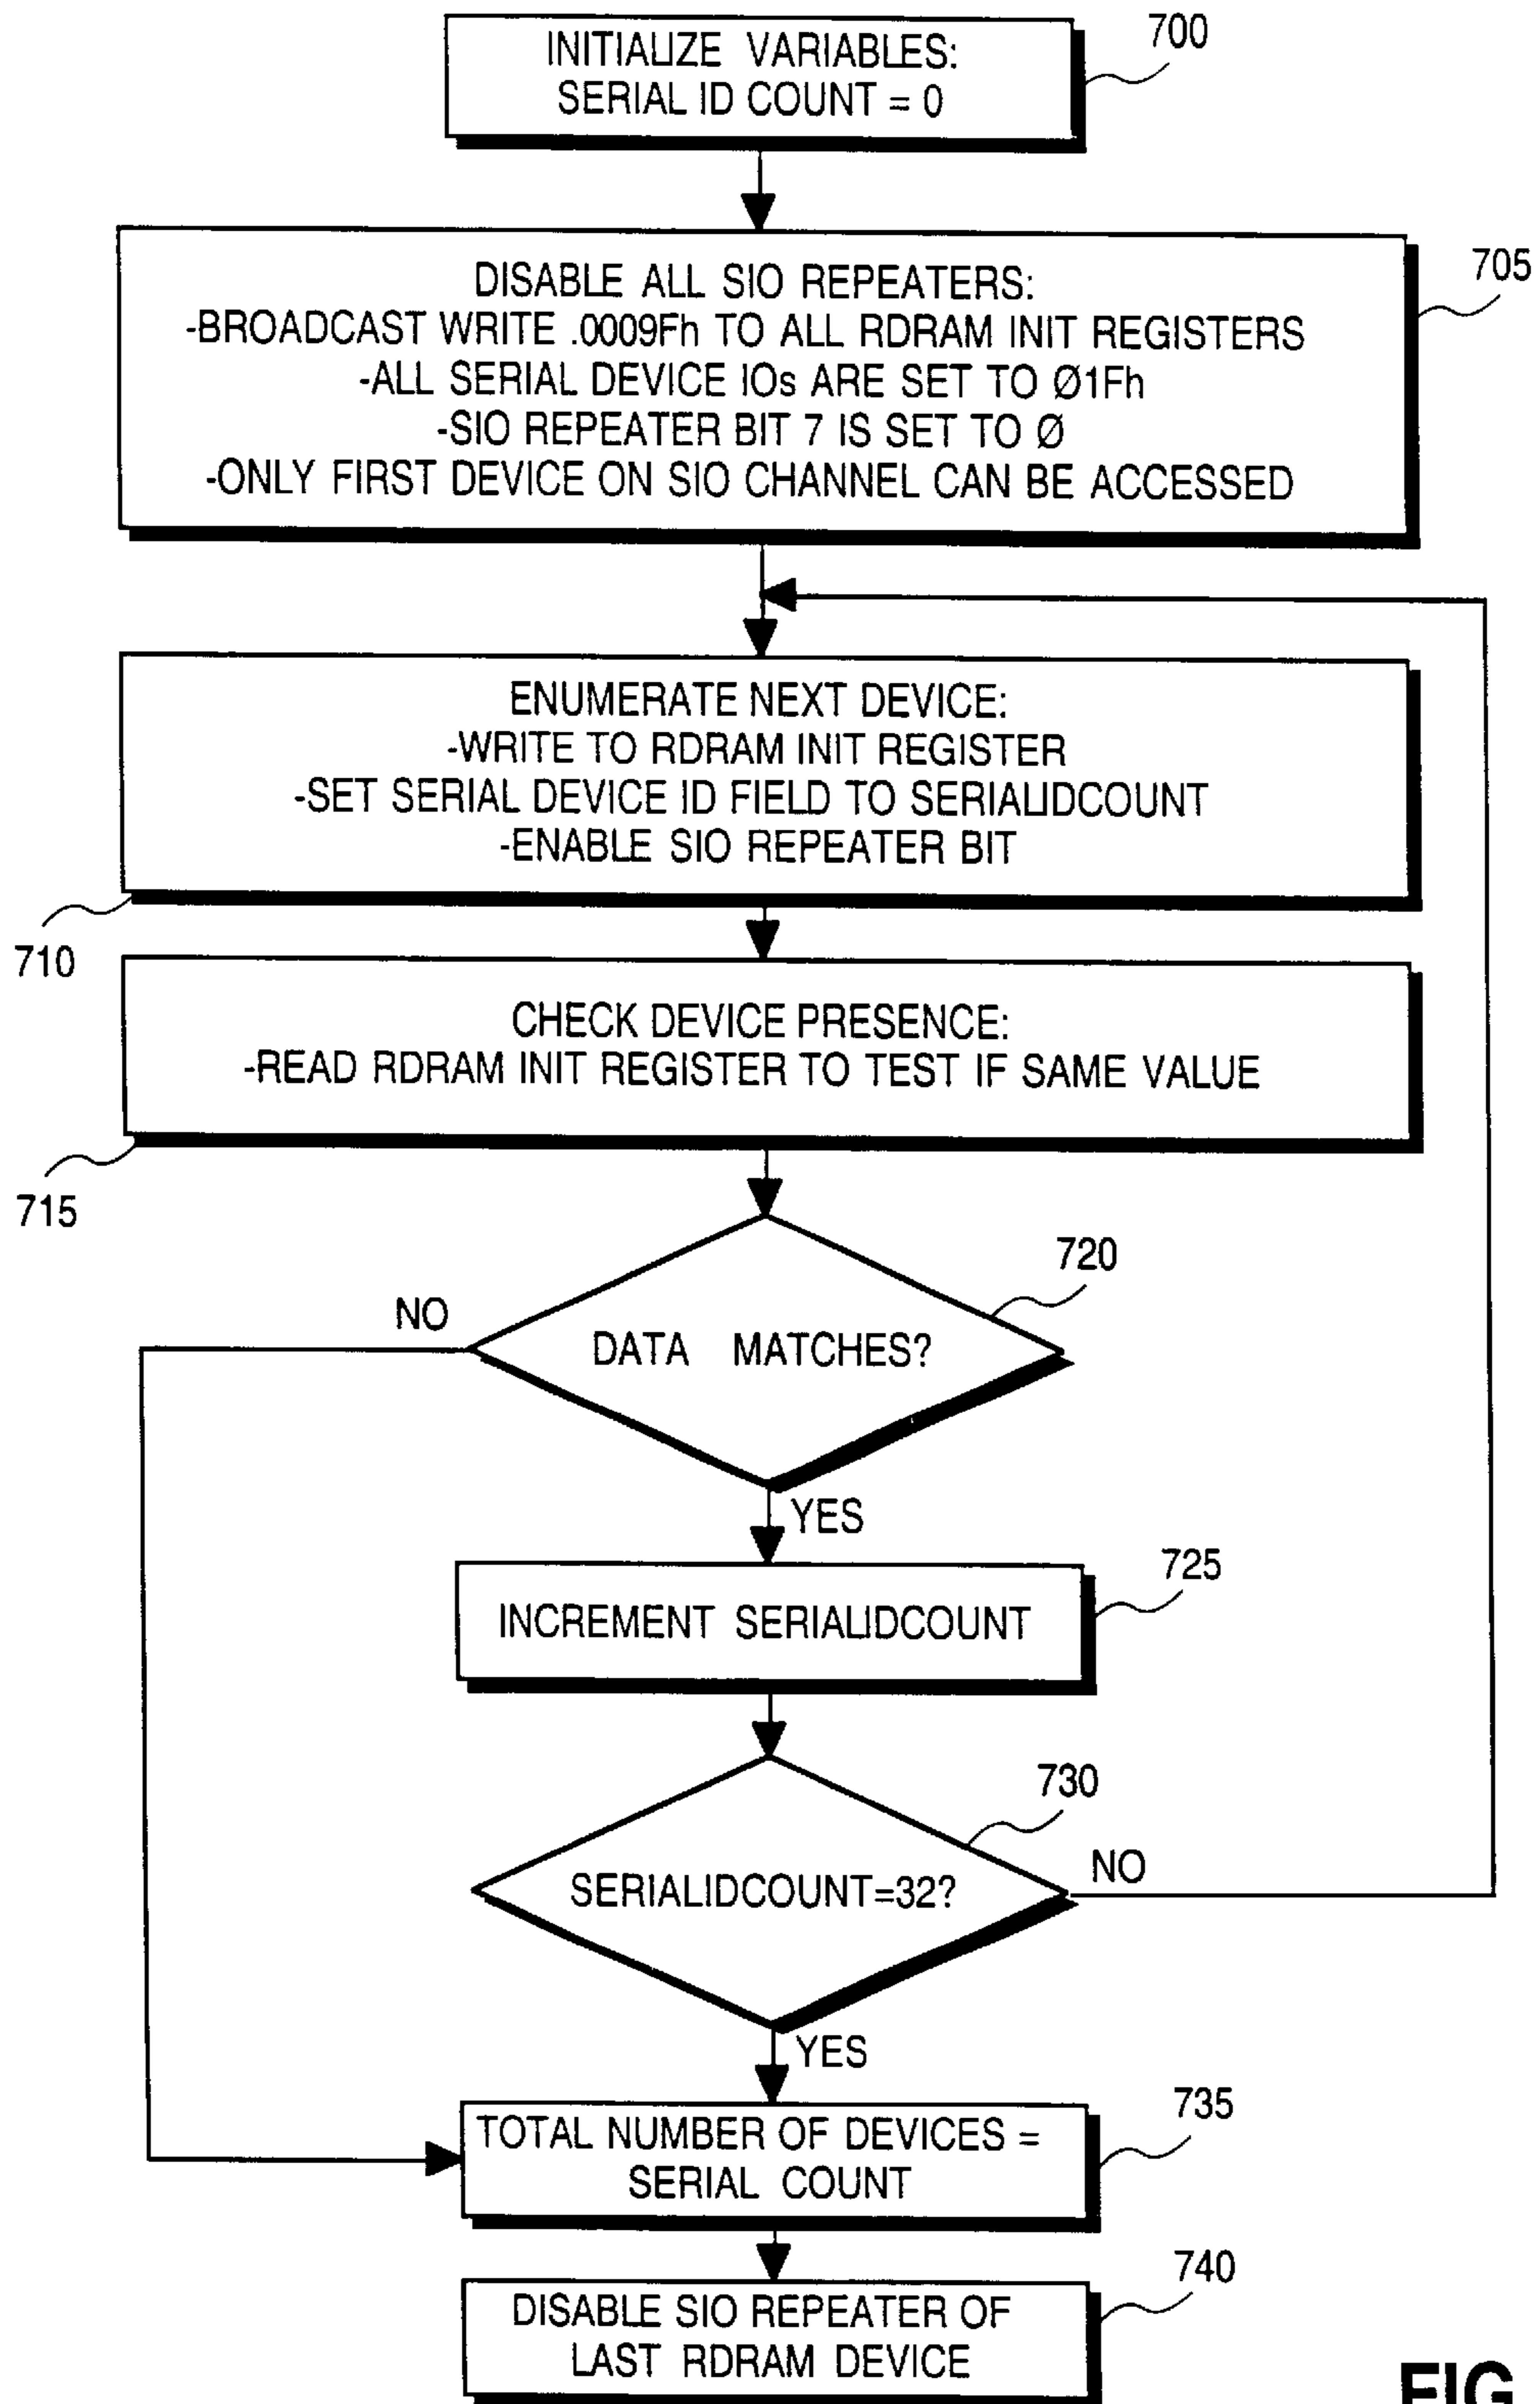 INITIALIZE VARIABLES:
SERIAL ID COUNT = 0
700
DISABLE ALL SIO REPEATERS:
-BROADCAST WRITE .0009Fh TO ALL RDRAM INIT REGISTERS
-ALL SERIAL DEVICE IOs ARE SET TO Ø1Fh
-SIO REPEATER BIT 7 IS SET TO Ø
-ONLY FIRST DEVICE ON SIO CHANNEL CAN BE ACCESSED
705
ENUMERATE NEXT DEVICE:
-WRITE TO RDRAM INIT REGISTER
-SET SERIAL DEVICE ID FIELD TO SERIALIDCOUNT
-ENABLE SIO REPEATER BIT
710
CHECK DEVICE PRESENCE:
-READ RDRAM INIT REGISTER TO TEST IF SAME VALUE
715
720
NO
DATA MATCHES?
YES
725
INCREMENT SERIALIDCOUNT
730
SERIALIDCOUNT=32?
NO
YES
735
TOTAL NUMBER OF DEVICES =
SERIAL COUNT
740
DISABLE SIO REPEATER OF
LAST RDRAM DEVICE
FIG